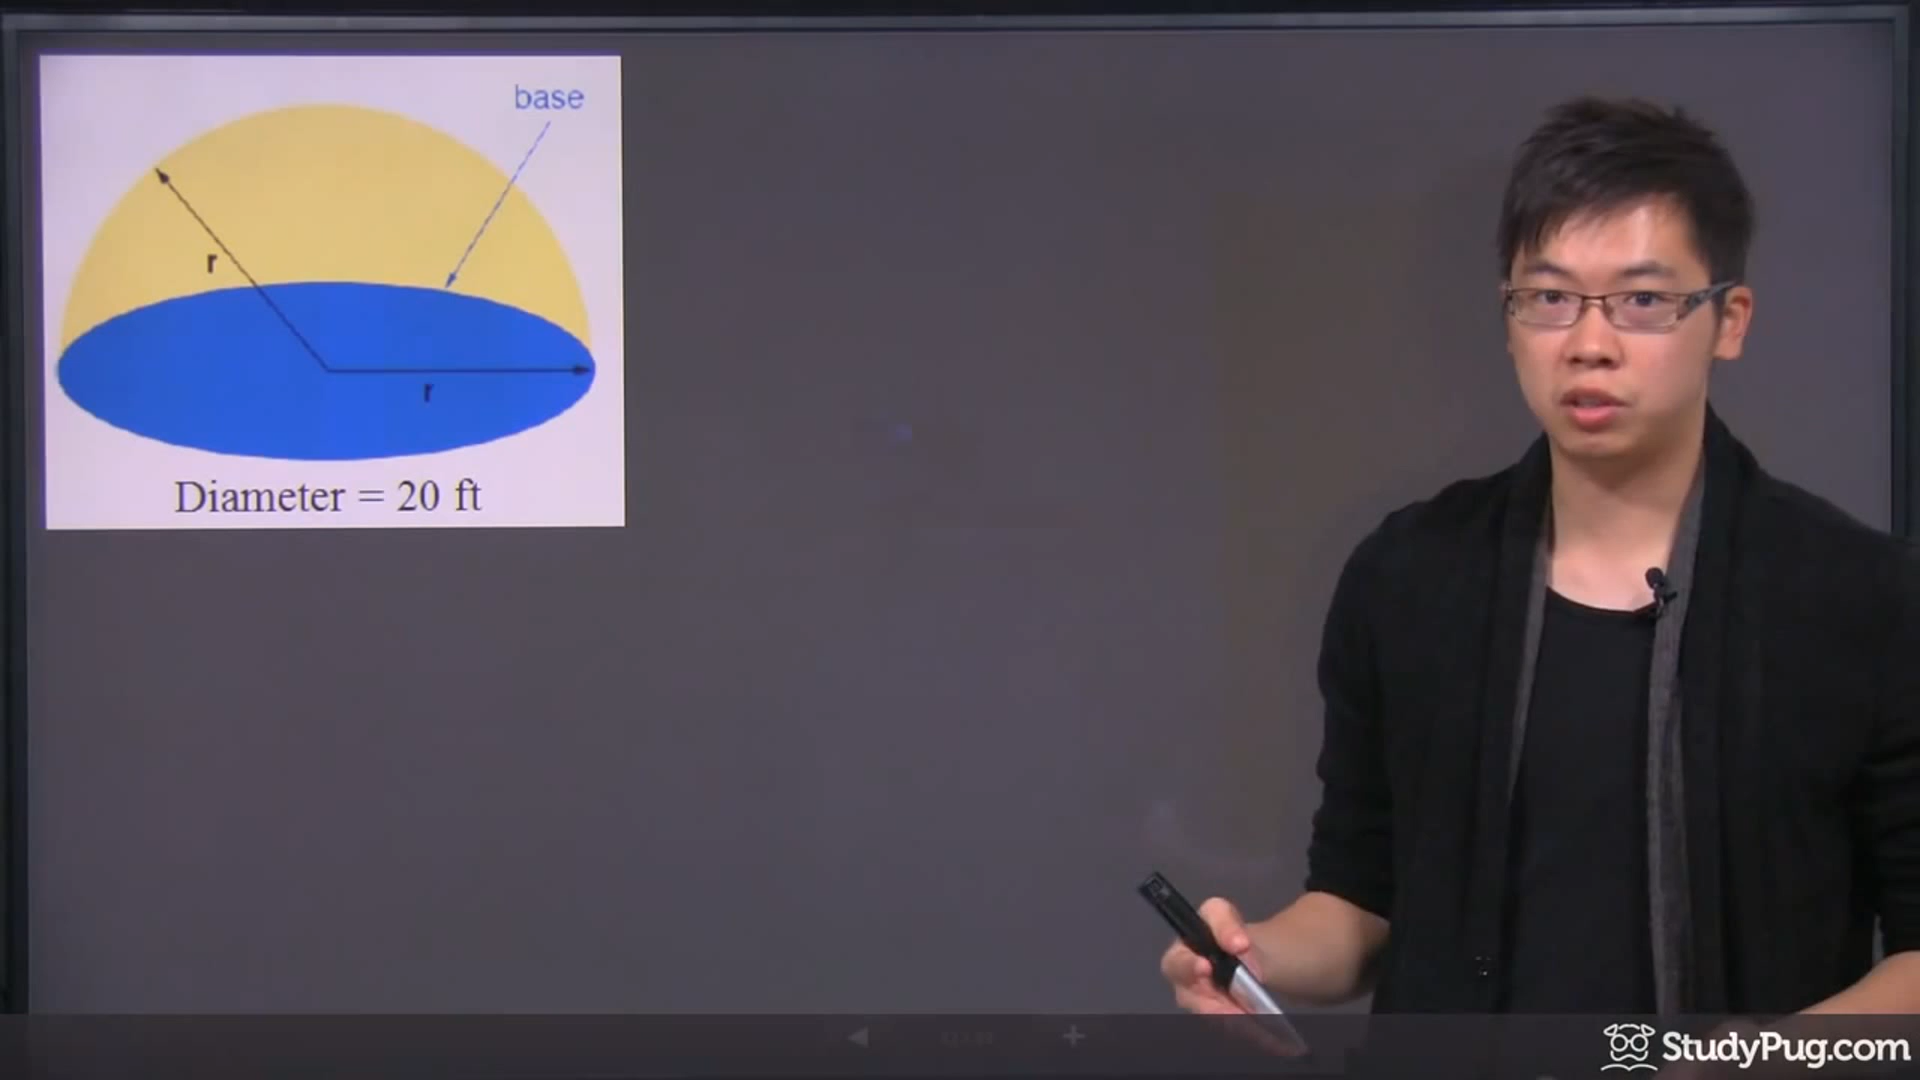 base
r
r
Diameter = 20 ft
StudyPug.com